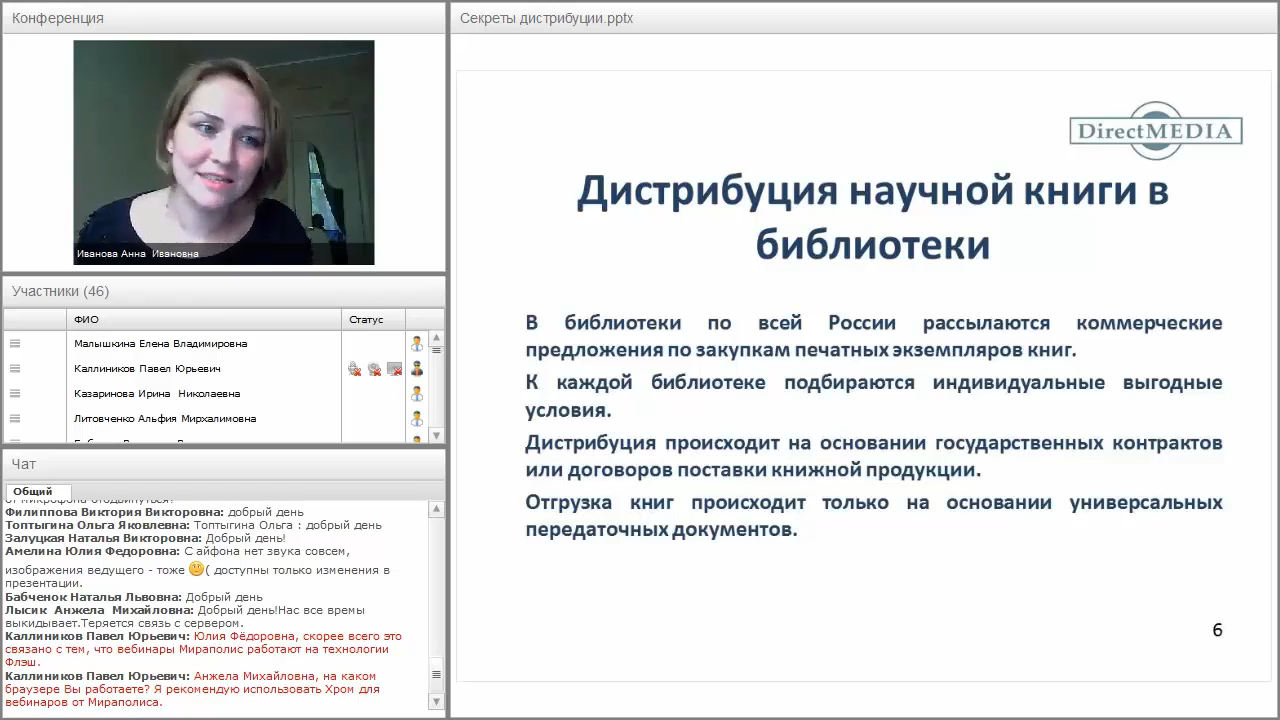 Конференция
Иванова Анна Ивановна
Участники (46)
ФИО Статус
Малышкина Елена Владимировна
Каллиников Павел Юрьевич
Казаринова Ирина Николаевна
Литовченко Альфия Мирхалимовна
Чат
Общий
Филиппова Виктория Викторовна: добрый день
Топтыгина Ольга Яковлевна: Топтыгина Ольга : добрый день
Залуцкая Наталья Викторовна: Добрый день!
Амелина Юлия Федоровна: С айфона нет звука совсем,
изображения ведущего - тоже ( доступны только изменения в
презентации.
Бабченок Наталья Львовна: Добрый день
Лысик Анжела Михайловна: Добрый день!Нас все времы
выкидывает.Теряется связь с сервером.
Каллиников Павел Юрьевич: Юлия Фёдоровна, скорее всего это
связано с тем, что вебинары Мираполис работают на технологии
Флэш.
Каллиников Павел Юрьевич: Анжела Михайловна, на каком
браузере Вы работаете? Я рекомендую использовать Хром для
вебинаров от Мираполиса.
Секреты дистрибуции.pptx
DirectMEDIA
Дистрибуция научной книги в
библиотеки
В библиотеки по всей России рассылаются коммерческие
предложения по закупкам печатных экземпляров книг.
К каждой библиотеке подбираются индивидуальные выгодные
условия.
Дистрибуция происходит на основании государственных контрактов
или договоров поставки книжной продукции.
Отгрузка книг происходит только на основании универсальных
передаточных документов.
6